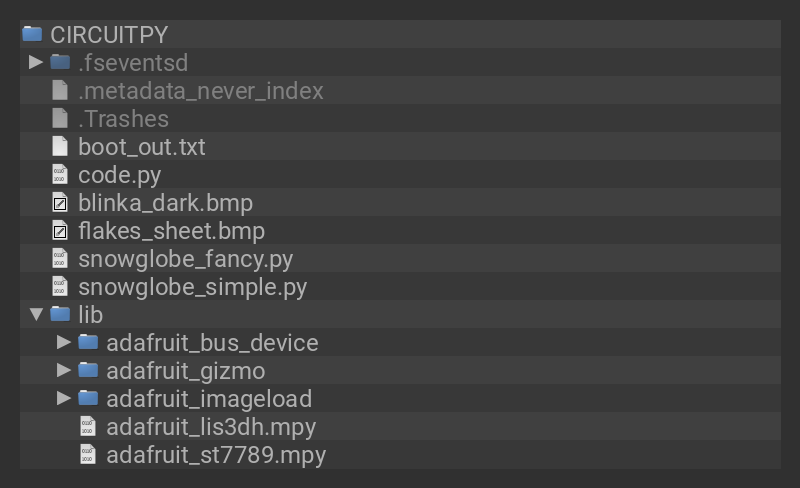 CIRCUITPY
.fseventsd
.metadata_never_index
.Trashes
boot_out.txt
code.py
blinka_dark.bmp
flakes_sheet.bmp
snowglobe_fancy.py
snowglobe_simple.py
lib
adafruit_bus_device
adafruit_gizmo
adafruit_imageload
adafruit_lis3dh.mpy
adafruit_st7789.mpy